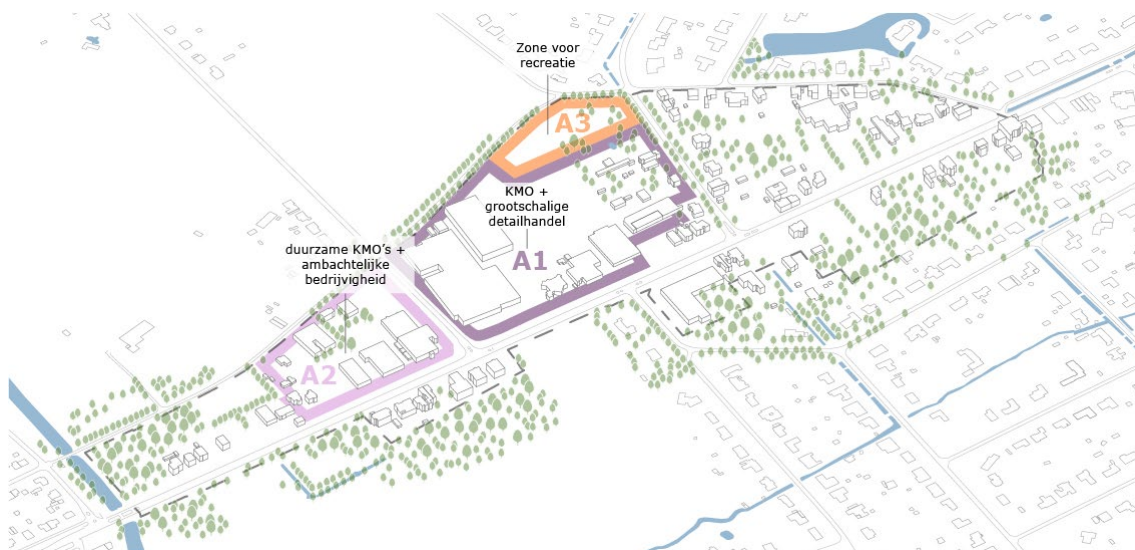 Zone voor
recreatie
A3
KMO +
grootschalige
detailhandel
A1
duurzame KMO's +
ambachtelijke
bedrijvigheid
A2